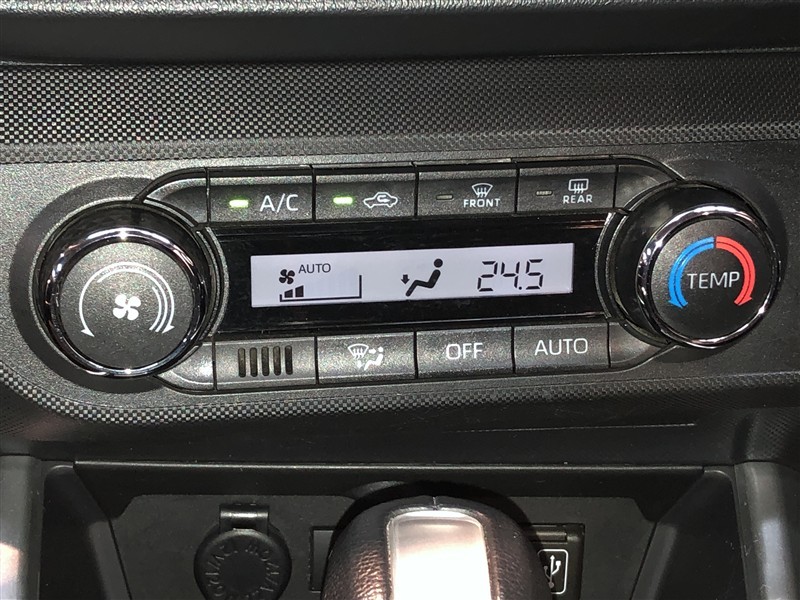 A/C
FRONT
REAR
AUTO
24.5
TEMP
OFF
AUTO